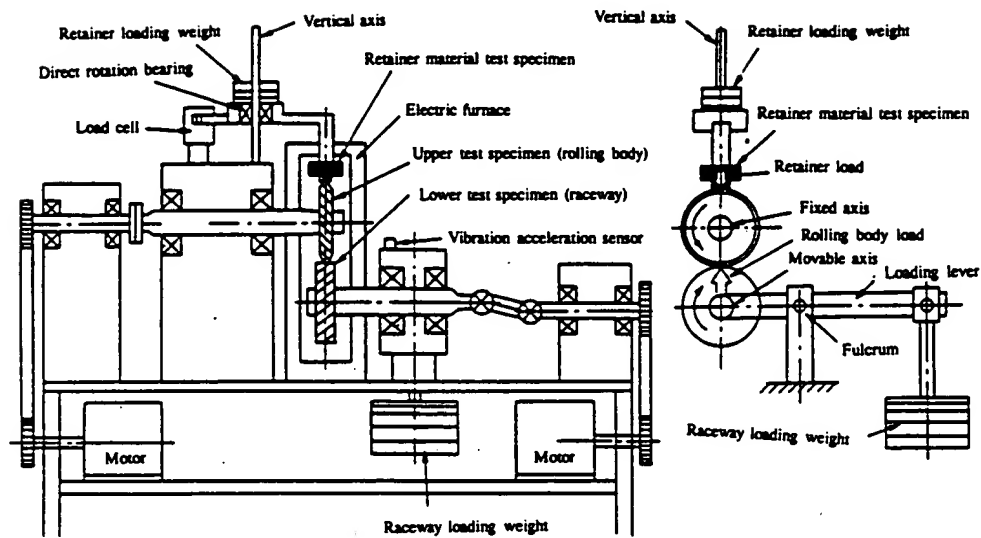 Vertical axis
Retainer loading weight
Direct rotation bearing
Load cell
Retainer material test specimen
Electric furnace
Upper test specimen (rolling body)
Lower test specimen (raceway)
Vibration acceleration sensor
Motor
Motor
Raceway loading weight
Vertical axis
Retainer loading weight
Retainer material test specimen
Retainer load
Fixed axis
Rolling body load
Movable axis
Loading lever
Fulcrum
Raceway loading weight